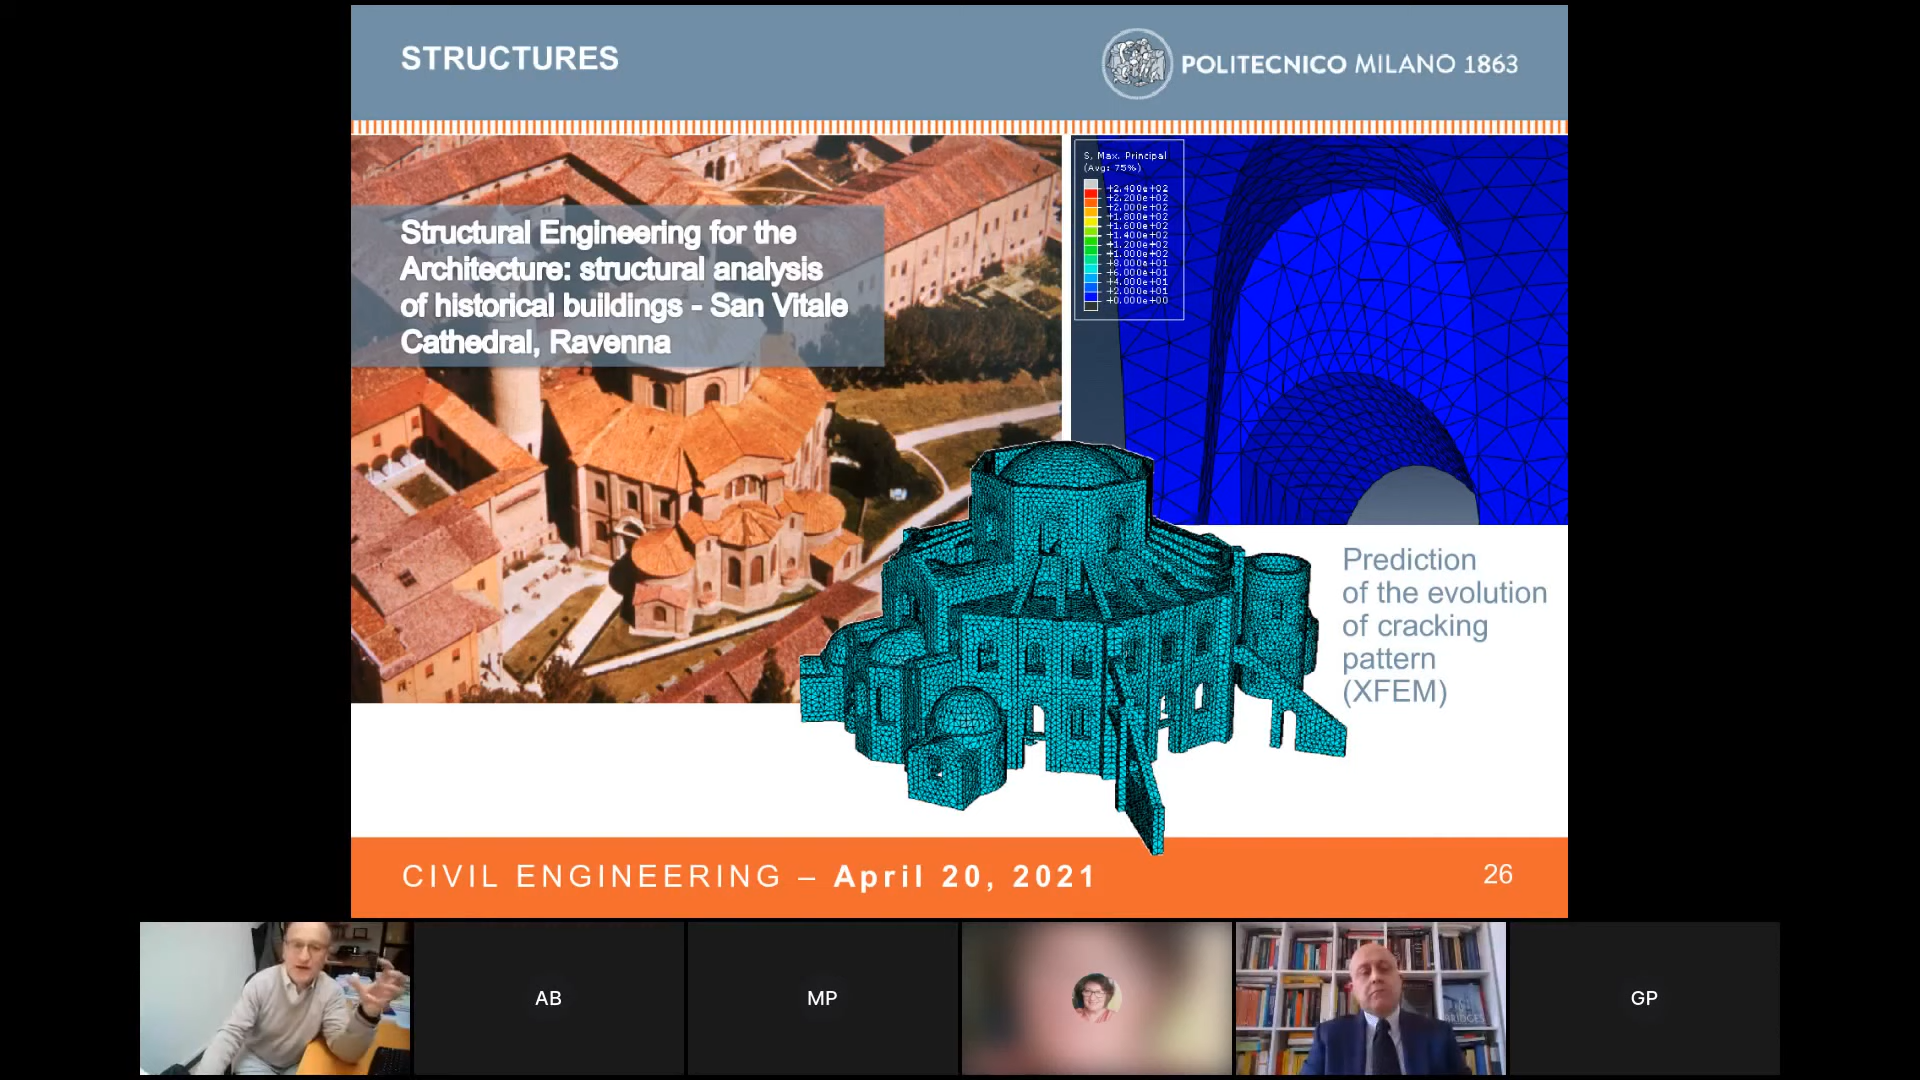 STRUCTURES
POLITECNICO MILANO 1863
Structural Engineering for the
Architecture: structural analysis
of historical buildings - San Vitale
Cathedral, Ravenna
S, Max. Principal
(Avg: 75%)
+2.400e+02
+2.200e+02
+2.000e+02
+1.800e+02
+1.600e+02
+1.400e+02
+1.200e+02
+1.000e+02
+8.000e+01
+6.000e+01
+4.000e+01
+2.000e+01
+0.000e+00
Prediction
of the evolution
of cracking
pattern
(XFEM)
CIVIL ENGINEERING – April 20, 2021
26
AB
MP
BRIDGES
GP